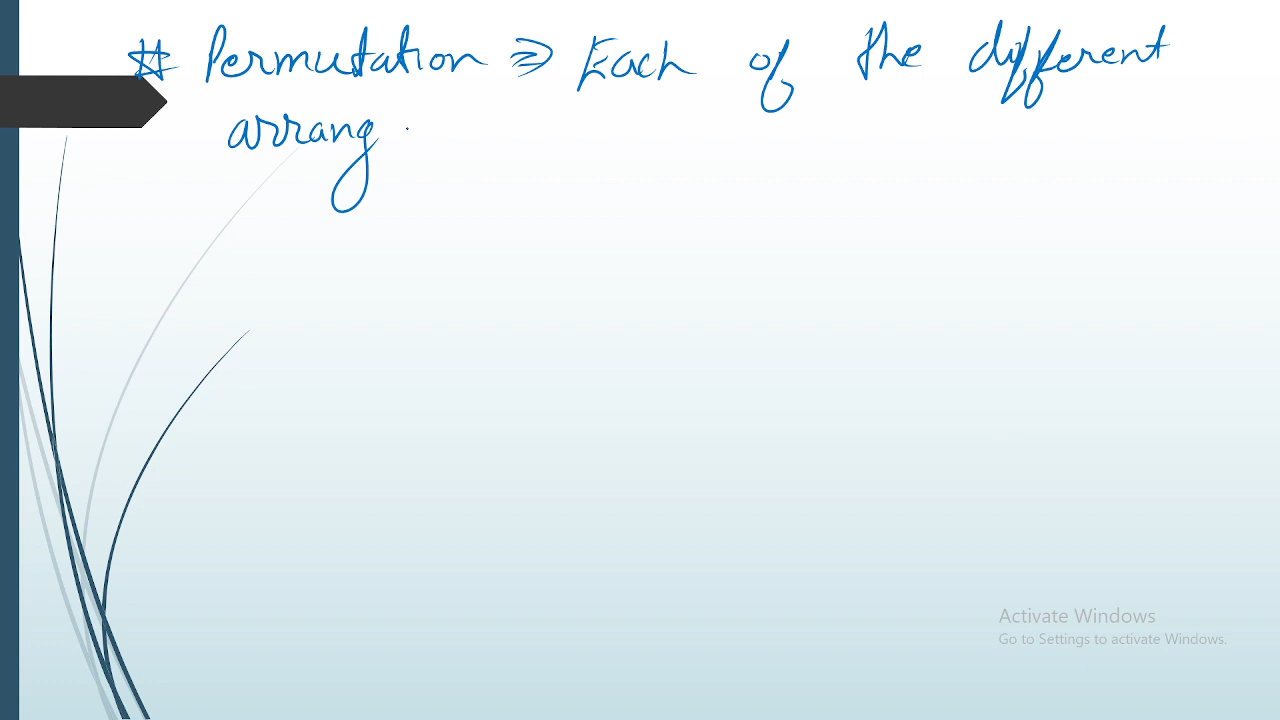 # Permutation ⇒ Each of the different
arrang
Activate Windows
Go to Settings to activate Windows.